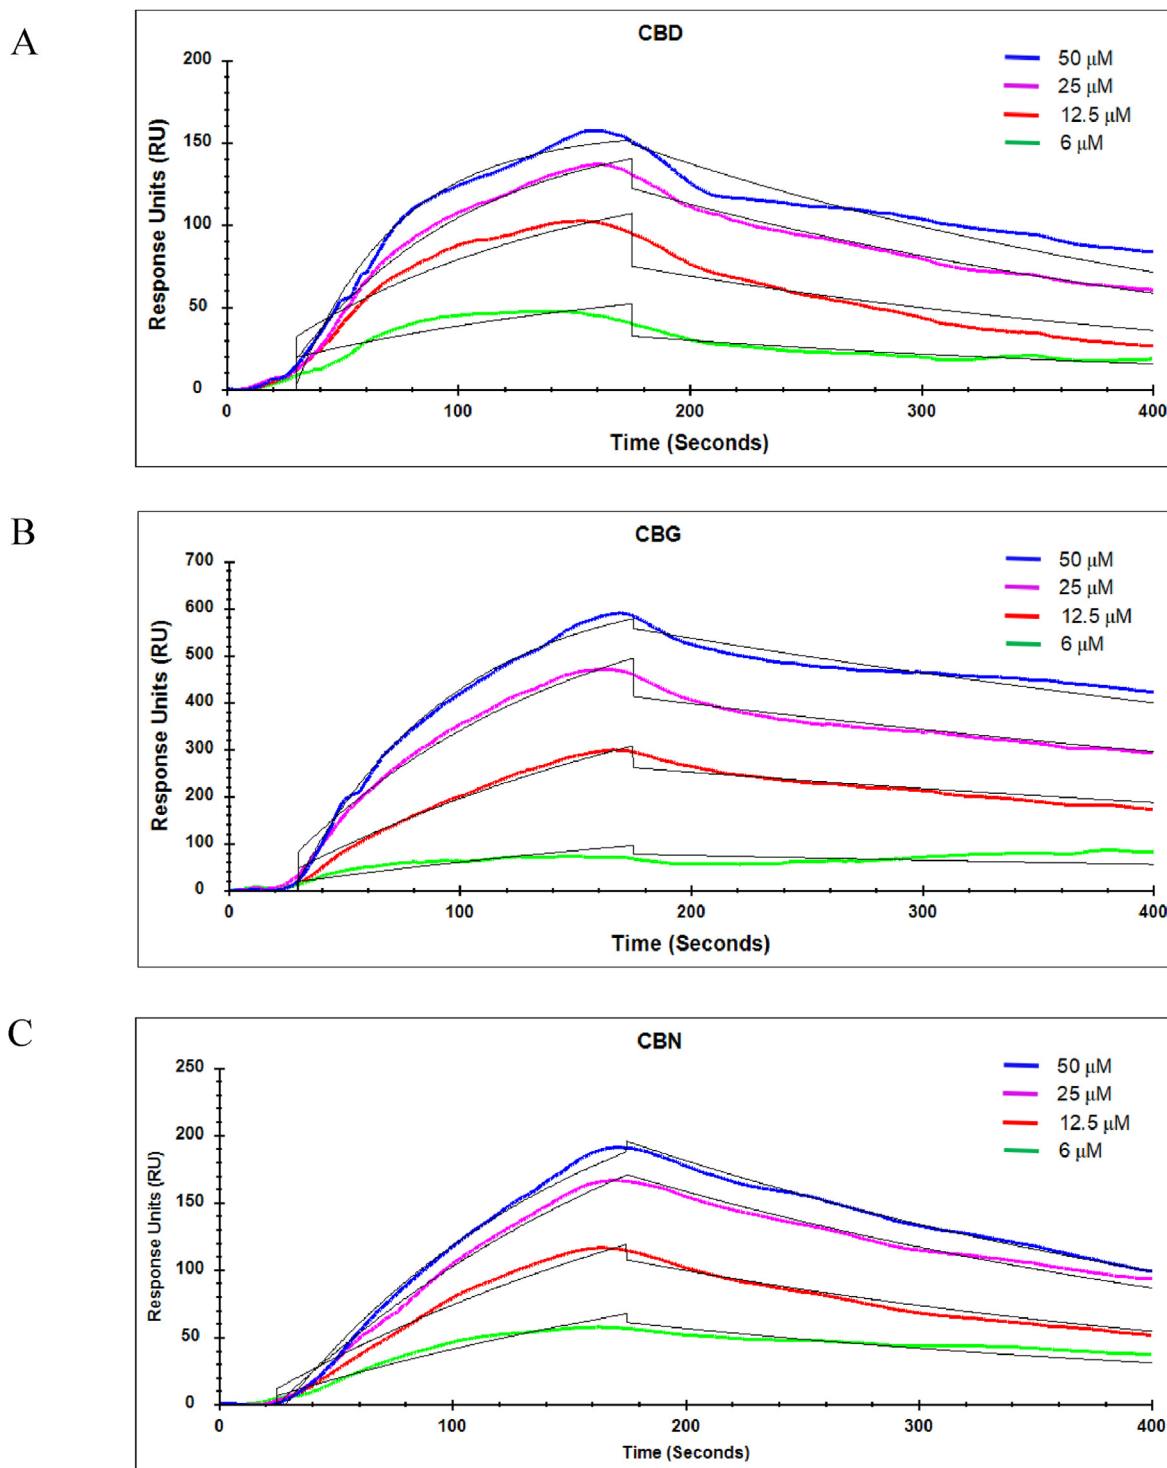 A
CBD
50 μM
25 μM
12.5 μM
6 μM
200
150
100
50
0
Response Units (RU)
0 100 200 300 400
Time (Seconds)
B
CBG
50 μM
25 μM
12.5 μM
6 μM
700
600
500
400
300
200
100
0
Response Units (RU)
0 100 200 300 400
Time (Seconds)
C
CBN
50 μM
25 μM
12.5 μM
6 μM
250
200
150
100
50
0
Response Units (RU)
0 100 200 300 400
Time (Seconds)